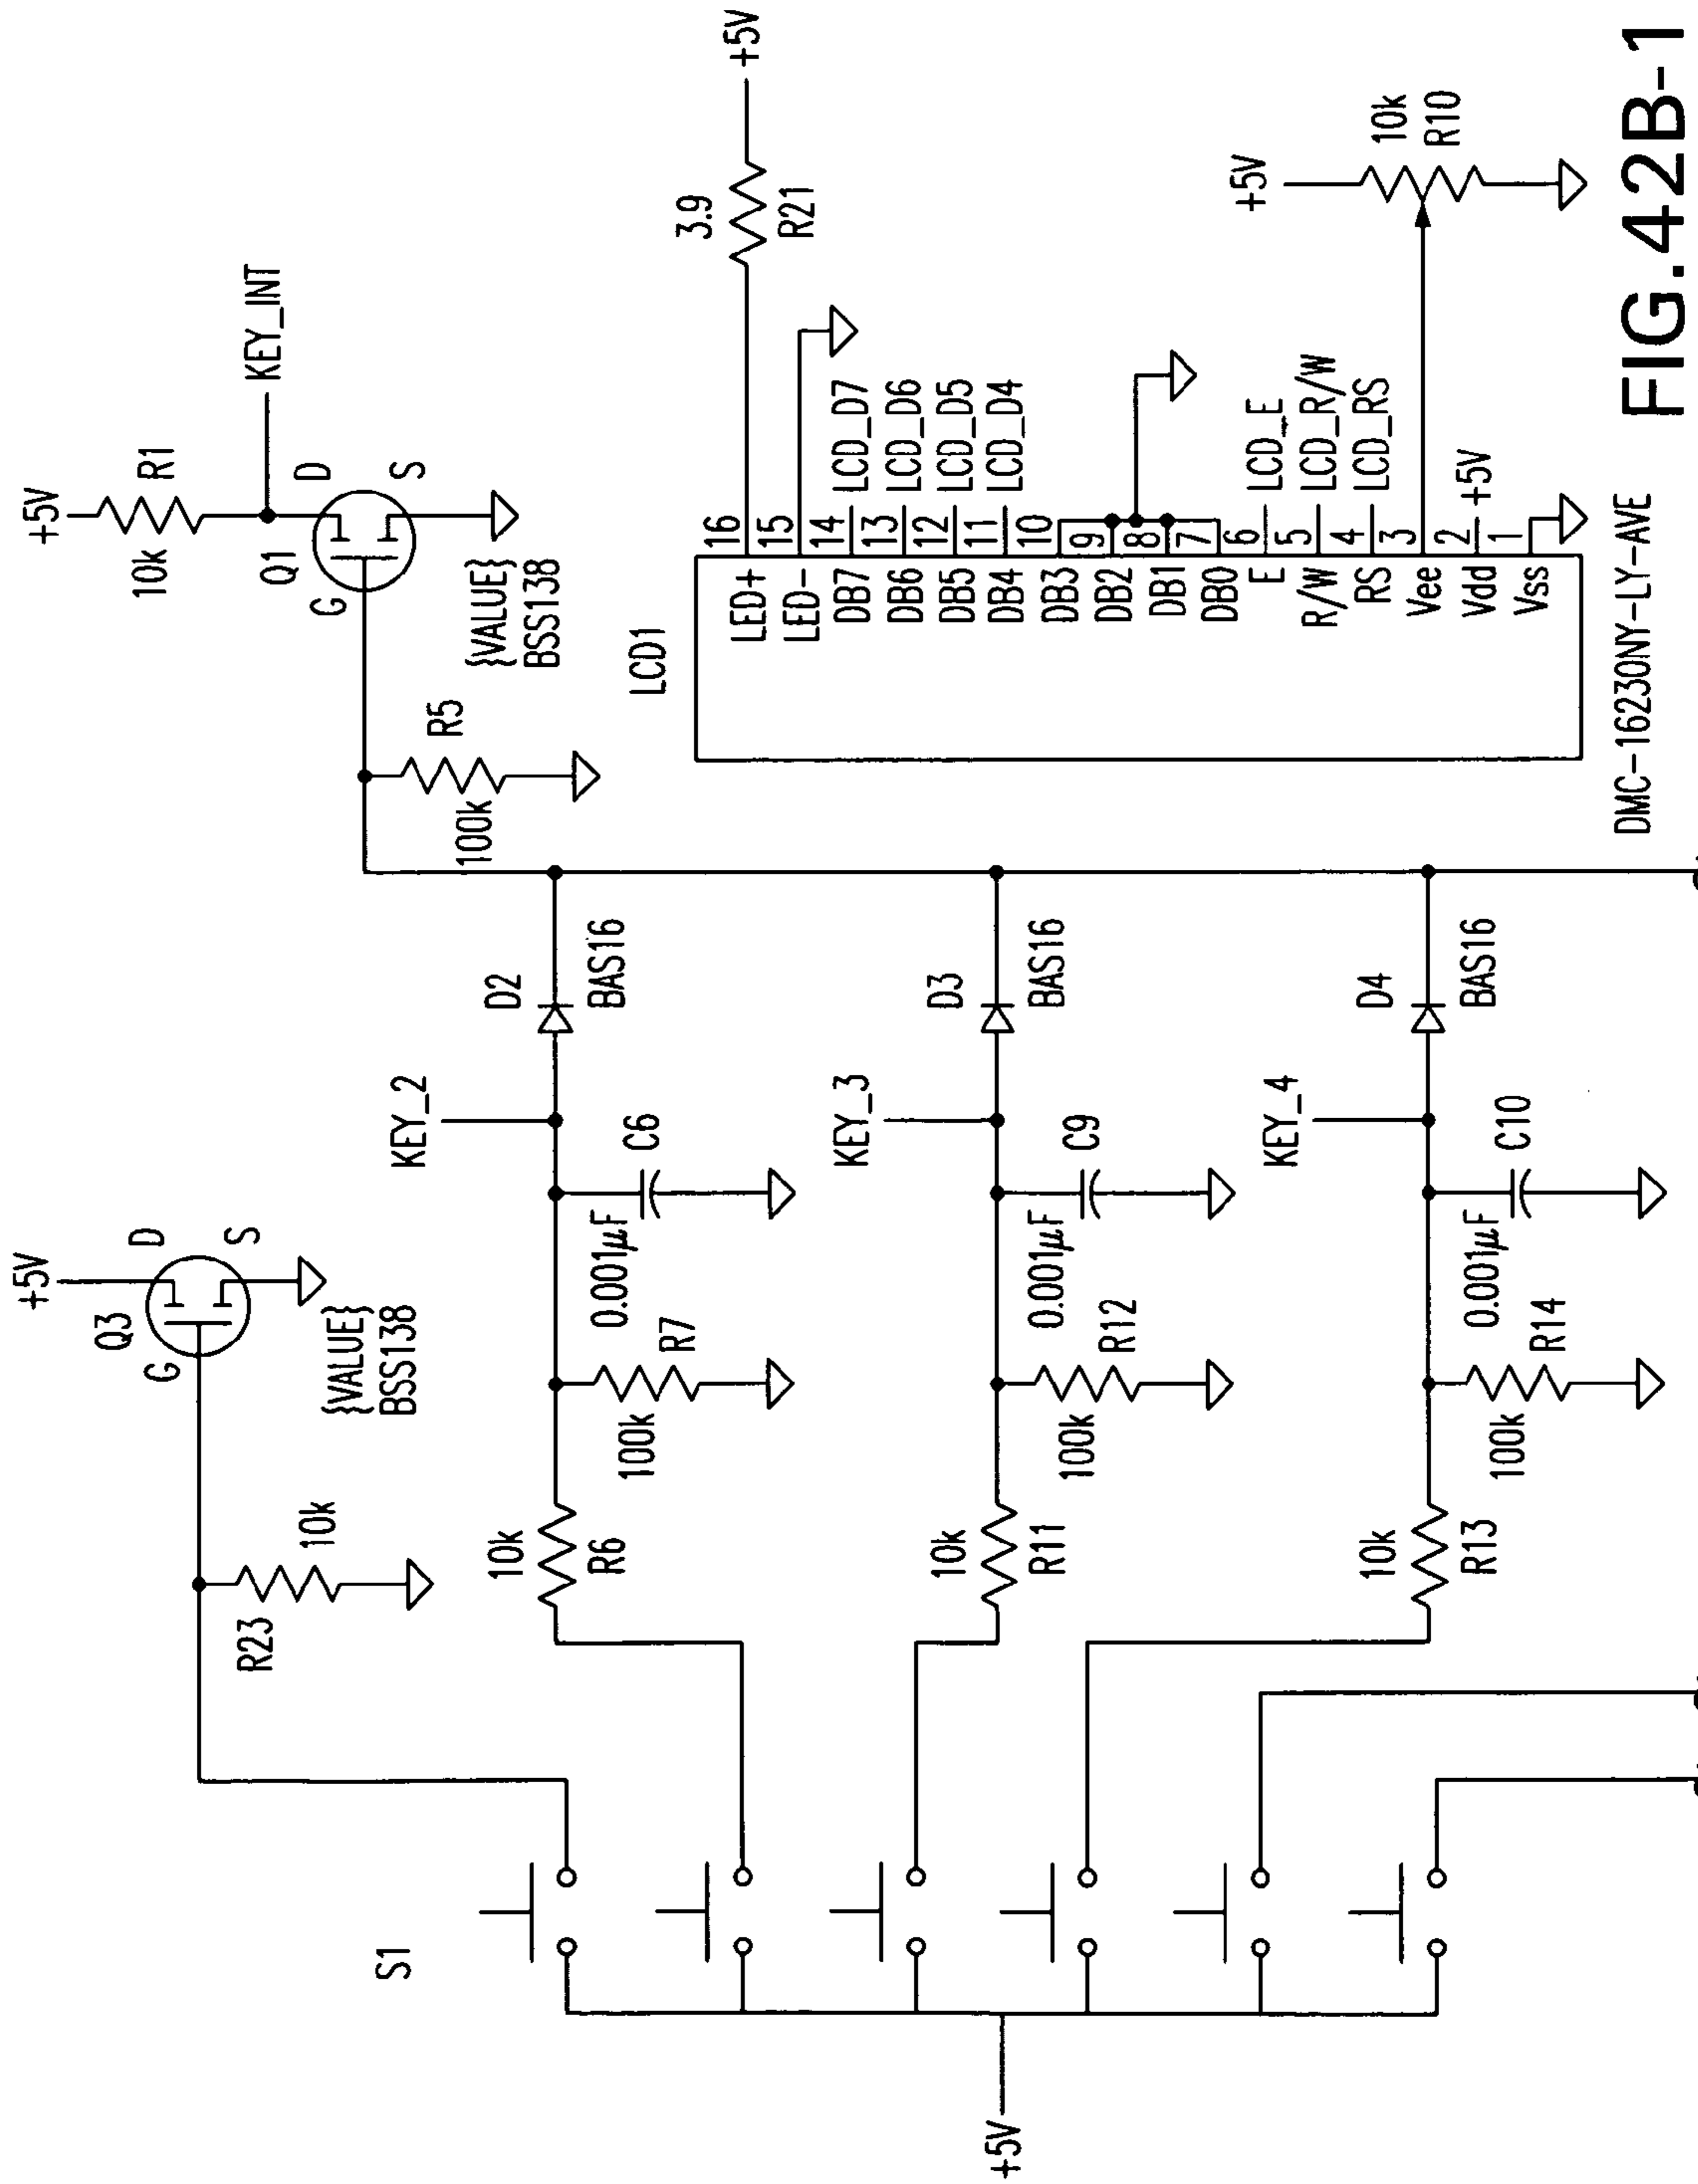 +5V
10k
R1
KEY_INT
Q1
D
G
S
{VALUE}
BSS138
R5
100k
+5V
Q3
D
G
S
{VALUE}
BSS138
R23
10k
S1
+5V
10k
R6
100k
R7
0.001µF
C6
KEY_2
D2
BAS16
10k
R11
100k
R12
0.001µF
C9
KEY_3
D3
BAS16
10k
R13
100k
R14
0.001µF
C10
KEY_4
D4
BAS16
LCD1
LED+ 16
3.9
R21
+5V
LED- 15
DB7 14 LCD_D7
DB6 13 LCD_D6
DB5 12 LCD_D5
DB4 11 LCD_D4
DB3 10
DB2 9
DB1 8
DB0 7
E 6 LCD_E
R/W 5 LCD_R/W
RS 4 LCD_RS
Vee 3
Vdd 2 +5V
Vss 1
+5V
10k
R10
DMC-16230NY-LY-AVE
FIG.42B-1